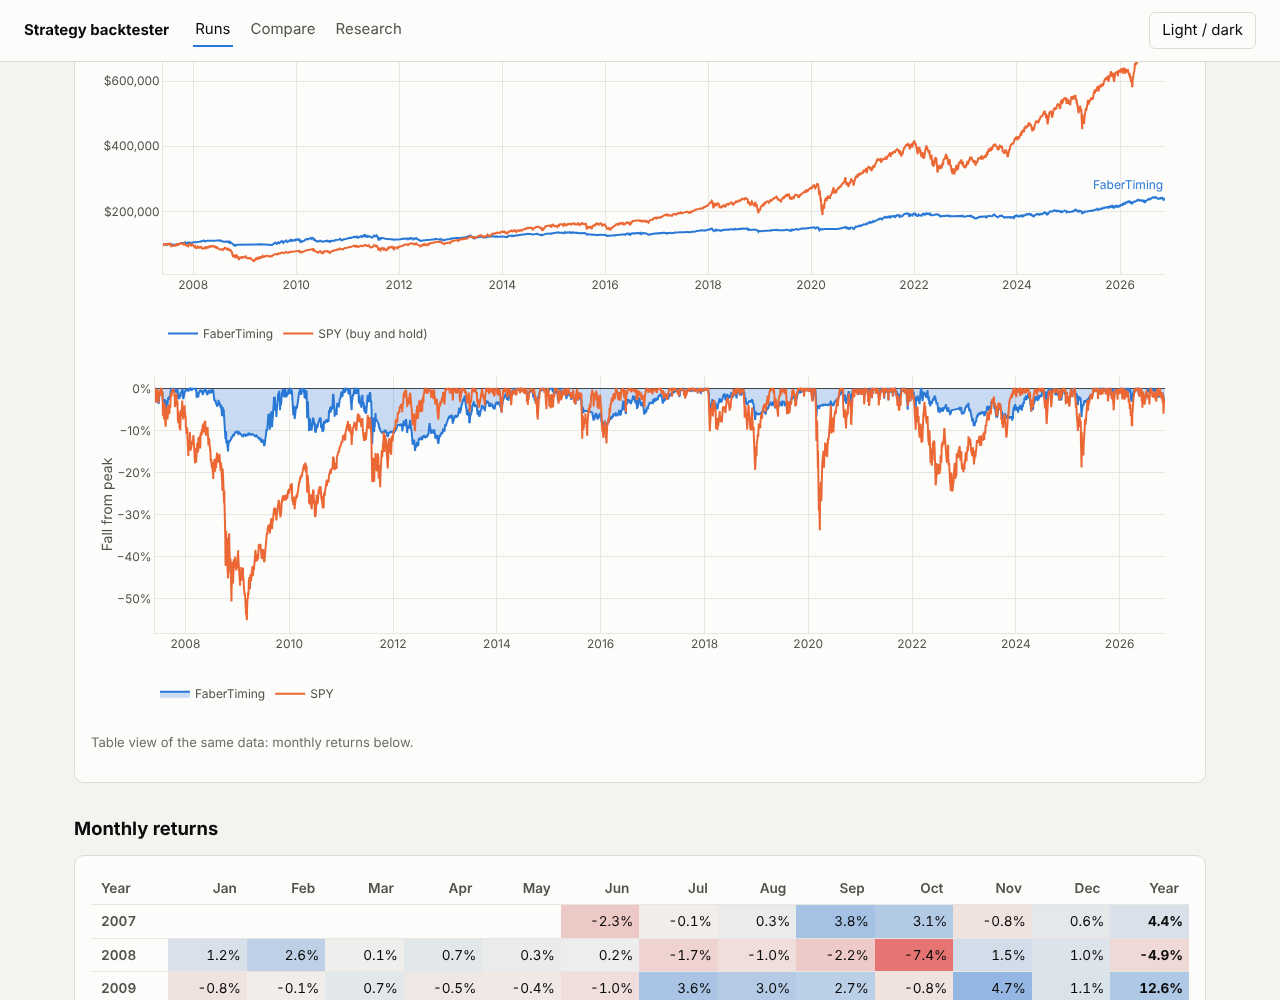 Strategy backtester Runs Compare Research Light / dark
$600,000
$400,000
$200,000
FaberTiming
2008 2010 2012 2014 2016 2018 2020 2022 2024 2026
FaberTiming SPY (buy and hold)
0%
−10%
−20%
−30%
−40%
−50%
Fall from peak
2008 2010 2012 2014 2016 2018 2020 2022 2024 2026
FaberTiming SPY
Table view of the same data: monthly returns below.
Monthly returns
Year Jan Feb Mar Apr May Jun Jul Aug Sep Oct Nov Dec Year
2007 -2.3% -0.1% 0.3% 3.8% 3.1% -0.8% 0.6% 4.4%
2008 1.2% 2.6% 0.1% 0.7% 0.3% 0.2% -1.7% -1.0% -2.2% -7.4% 1.5% 1.0% -4.9%
2009 -0.8% -0.1% 0.7% -0.5% -0.4% -1.0% 3.6% 3.0% 2.7% -0.8% 4.7% 1.1% 12.6%